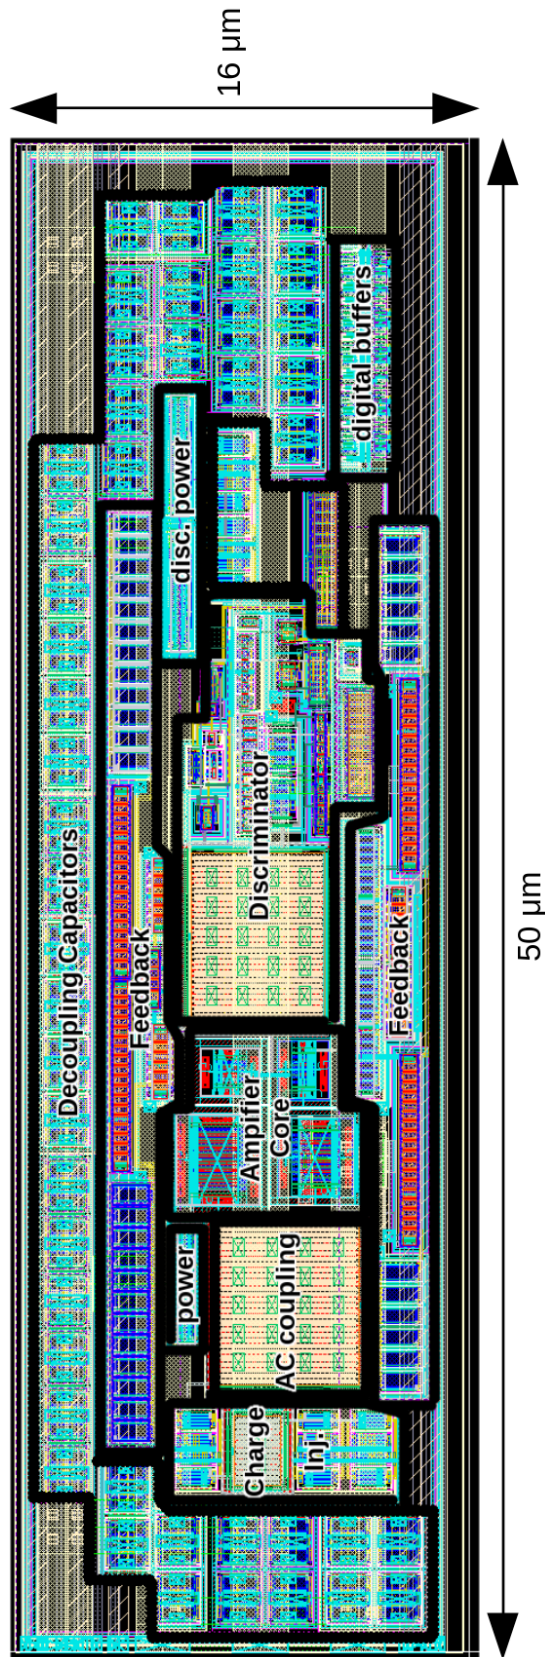 16 μm
digital buffers
disc. power
Discriminator
Decoupling Capacitors
Feedback
Feedback
50 μm
Ampifier
Core
power
AC coupling
Charge
Inj.